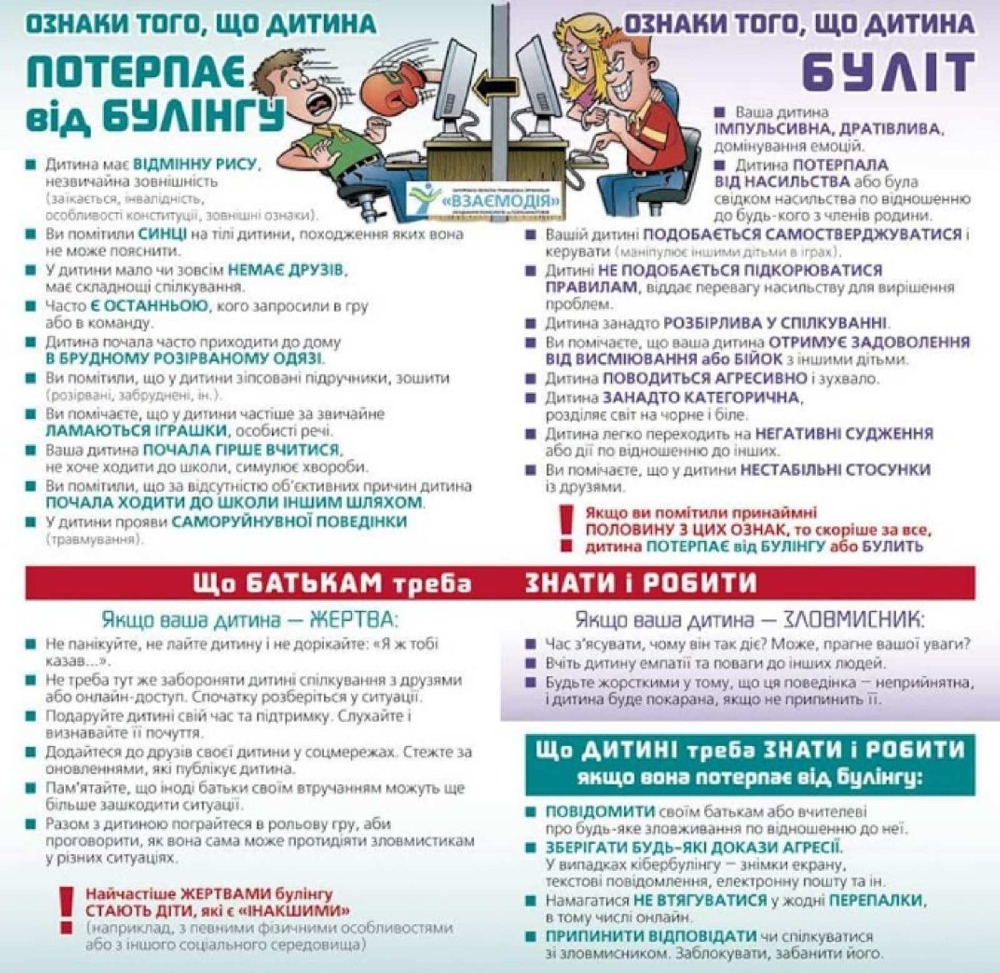 ОЗНАКИ ТОГО, ЩО ДИТИНА
ПОТЕРПАЄ
від БУЛІНГУ
Дитина має ВІДМІННУ РИСУ,
незвичайна зовнішність
(заїкається, інвалідність,
особливості конституції, зовнішні ознаки).
Ви помітили СИНЦІ на тілі дитини, походження яких вона
не може пояснити.
У дитини мало чи зовсім НЕМАЄ ДРУЗІВ,
має складнощі спілкування.
Часто Є ОСТАННЬОЮ, кого запросили в гру
або в команду.
Дитина почала часто приходити до дому
В БРУДНОМУ РОЗІРВАНОМУ ОДЯЗІ.
Ви помітили, що у дитини зіпсовані підручники, зошити
(розірвані, забруднені, ін.).
Ви помічаєте, що у дитини частіше за звичайне
ЛАМАЮТЬСЯ ІГРАШКИ, особисті речі.
Ваша дитина ПОЧАЛА ГІРШЕ ВЧИТИСЯ,
не хоче ходити до школи, симулює хвороби.
Ви помітили, що за відсутністю об'єктивних причин дитина
ПОЧАЛА ХОДИТИ ДО ШКОЛИ ІНШИМ ШЛЯХОМ.
У дитини прояви САМОРУЙНУВНОЇ ПОВЕДІНКИ
(травмування).
«ВЗАЄМОДІЯ»
ОЗНАКИ ТОГО, ЩО ДИТИНА
БУЛІТ
Ваша дитина
ІМПУЛЬСИВНА, ДРАТІВЛИВА,
домінування емоцій.
Дитина ПОТЕРПАЛА
ВІД НАСИЛЬСТВА або була
свідком насильства по відношенню
до будь-кого з членів родини.
Вашій дитині ПОДОБАЄТЬСЯ САМОСТВЕРДЖУВАТИСЯ і
керувати (маніпулює іншими дітьми в іграх).
Дитині НЕ ПОДОБАЄТЬСЯ ПІДКОРЮВАТИСЯ
ПРАВИЛАМ, віддає перевагу насильству для вирішення
проблем.
Дитина занадто РОЗБІРЛИВА У СПІЛКУВАННІ.
Ви помічаєте, що ваша дитина ОТРИМУЄ ЗАДОВОЛЕННЯ
ВІД ВИСМІЮВАННЯ або БІЙОК з іншими дітьми.
Дитина ПОВОДИТЬСЯ АГРЕСИВНО і зухвало.
Дитина ЗАНАДТО КАТЕГОРИЧНА,
розділяє світ на чорне і біле.
Дитина легко переходить на НЕГАТИВНІ СУДЖЕННЯ
або дії по відношенню до інших.
Ви помічаєте, що у дитини НЕСТАБІЛЬНІ СТОСУНКИ
із друзями.
! Якщо ви помітили принаймні
ПОЛОВИНУ З ЦИХ ОЗНАК, то скоріше за все,
дитина ПОТЕРПАЄ від БУЛІНГУ або БУЛИТЬ
Що БАТЬКАМ треба ЗНАТИ і РОБИТИ
Якщо ваша дитина — ЖЕРТВА:
Не панікуйте, не лайте дитину і не дорікайте: «Я ж тобі
казав...».
Не треба тут же забороняти дитині спілкування з друзями
або онлайн-доступ. Спочатку розберіться у ситуації.
Подаруйте дитині свій час та підтримку. Слухайте і
визнавайте її почуття.
Додайтеся до друзів своєї дитини у соцмережах. Стежте за
оновленнями, які публікує дитина.
Пам'ятайте, що іноді батьки своїм втручанням можуть ще
більше зашкодити ситуації.
Разом з дитиною пограйтеся в рольову гру, аби
проговорити, як вона сама може протидіяти зловмистикам
у різних ситуаціях.
! Найчастіше ЖЕРТВАМИ булінгу
СТАЮТЬ ДІТИ, які є «ІНАКШИМИ»
(наприклад, з певними фізичними особливостями
або з іншого соціального середовища)
Якщо ваша дитина — ЗЛОВМИСНИК:
Час з'ясувати, чому він так діє? Може, прагне вашої уваги?
Вчіть дитину емпатії та поваги до інших людей.
Будьте жорсткими у тому, що ця поведінка — неприйнятна,
і дитина буде покарана, якщо не припинить її.
Що ДИТИНІ треба ЗНАТИ і РОБИТИ
якщо вона потерпає від булінгу:
ПОВІДОМИТИ своїм батькам або вчителеві
про будь-яке зловживання по відношенню до неї.
ЗБЕРІГАТИ БУДЬ-ЯКІ ДОКАЗИ АГРЕСІЇ.
У випадках кібербулінгу — знімки екрану,
текстові повідомлення, електронну пошту та ін.
Намагатися НЕ ВТЯГУВАТИСЯ у жодні ПЕРЕПАЛКИ,
в тому числі онлайн.
ПРИПИНИТИ ВІДПОВІДАТИ чи спілкуватися
зі зловмисником. Заблокувати, забанити його.